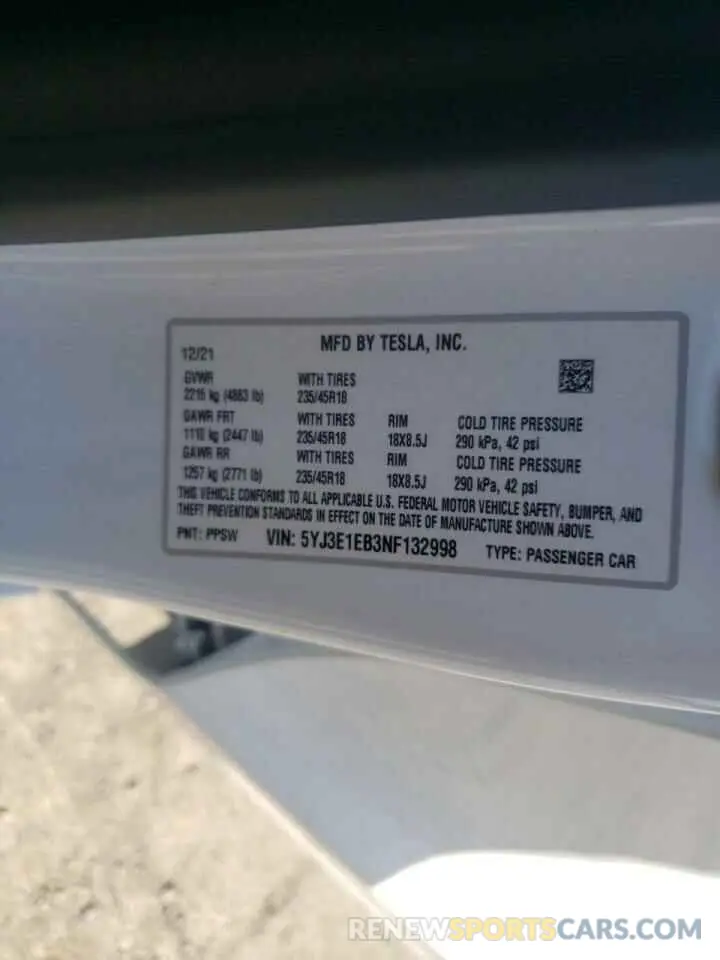 MFD BY TESLA, INC.
12/21
GVWR WITH TIRES
2215 kg (4883 lb) 235/45R18
GAWR FRT WITH TIRES RIM COLD TIRE PRESSURE
1110 kg (2447 lb) 235/45R18 18X8.5J 290 kPa, 42 psi
GAWR RR WITH TIRES RIM COLD TIRE PRESSURE
1257 kg (2771 lb) 235/45R18 18X8.5J 290 kPa, 42 psi
THIS VEHICLE CONFORMS TO ALL APPLICABLE U.S. FEDERAL MOTOR VEHICLE SAFETY, BUMPER, AND
THEFT PREVENTION STANDARDS IN EFFECT ON THE DATE OF MANUFACTURE SHOWN ABOVE.
PNT: PPSW VIN: 5YJ3E1EB3NF132998 TYPE: PASSENGER CAR
RENEWSPORTSCARS.COM